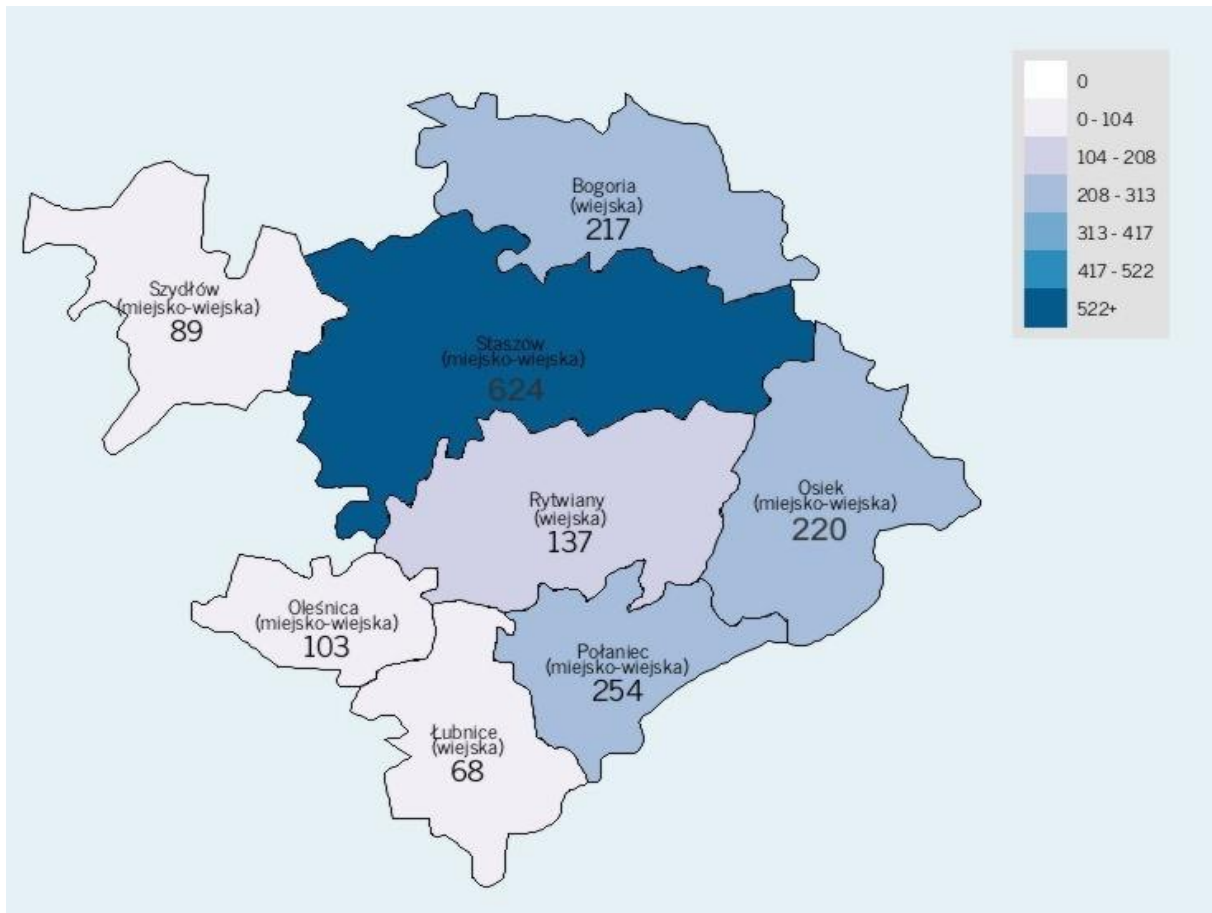 0
0 - 104
104 - 208
208 - 313
313 - 417
417 - 522
522+
Bogoria
(wiejska)
217
Szydłów
(miejsko-wiejska)
89
Staszów
(miejsko-wiejska)
624
Rytwiany
(wiejska)
137
Osiek
(miejsko-wiejska)
220
Oleśnica
(miejsko-wiejska)
103
Połaniec
(miejsko-wiejska)
254
Łubnice
(wiejska)
68